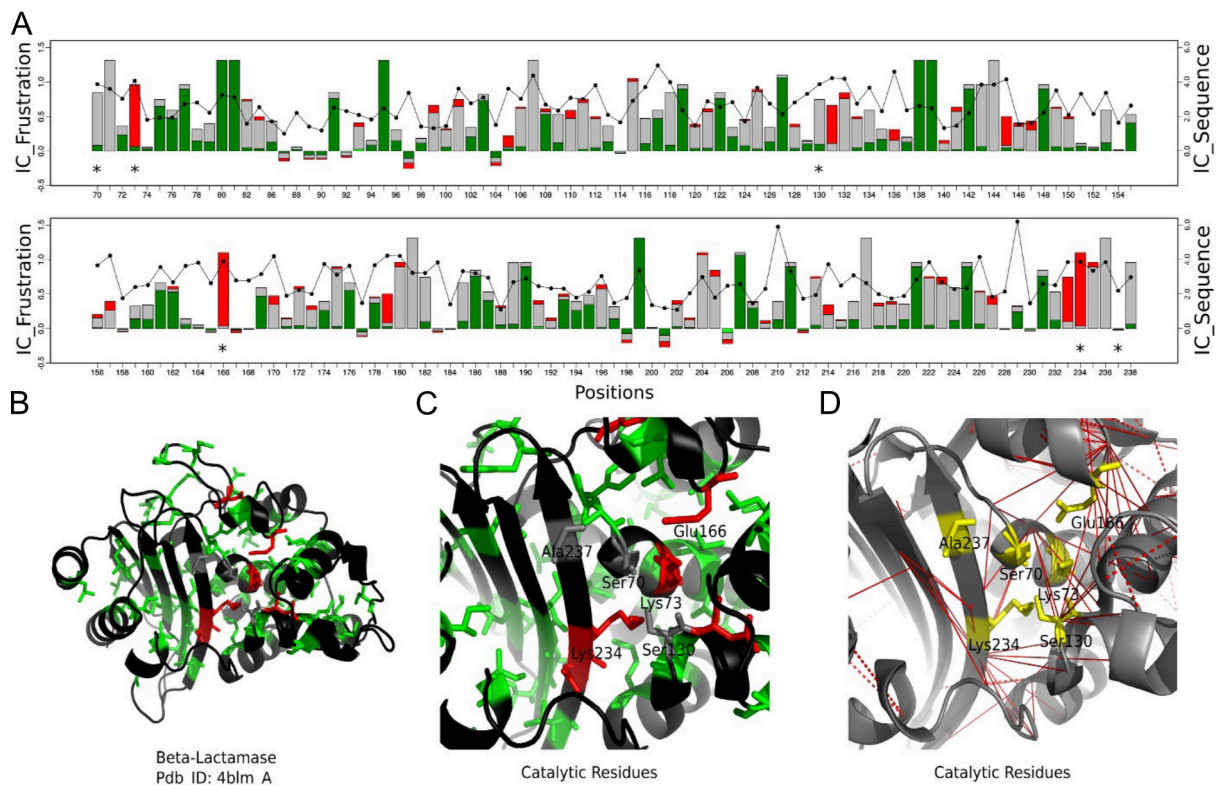 A
IC_Frustration
1.5
1.0
0.5
0.0
-0.5
6.0
4.0
2.0
0.0
IC_Sequence
70 72 74 76 78 80 82 84 86 88 90 92 94 96 98 100 102 104 106 108 110 112 114 116 118 120 122 124 126 128 130 132 134 136 138 140 142 144 146 148 150 152 154
* * *
IC_Frustration
1.5
1.0
0.5
0.0
-0.5
6.0
4.0
2.0
0.0
IC_Sequence
* * *
156 158 160 162 164 166 168 170 172 174 176 178 180 182 184 186 188 190 192 194 196 198 200 202 204 206 208 210 212 214 216 218 220 222 224 226 228 230 232 234 236 238
Positions
B
Beta-Lactamase
Pdb_ID: 4blm_A
C
Glu166
Ala237
Ser70
Lys73
Lys234
Ser130
Catalytic Residues
D
Glu166
Ala237
Ser70
Lys73
Lys234
Ser130
Catalytic Residues